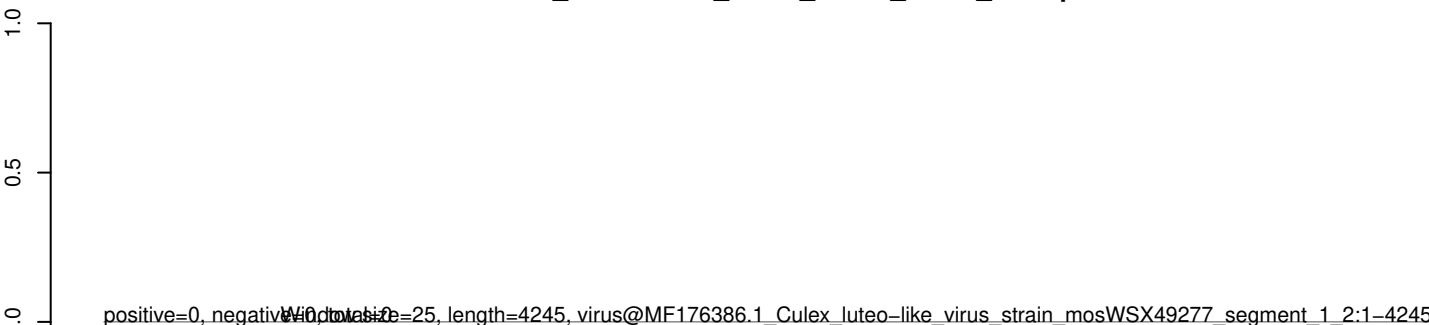 1.0
0.5
.0
positive=0, negative=0, total=0
Window size=25, length=4245, virus@MF176386.1_Culex_luteo−like_virus_strain_mosWSX49277_segment_1_2:1−4245